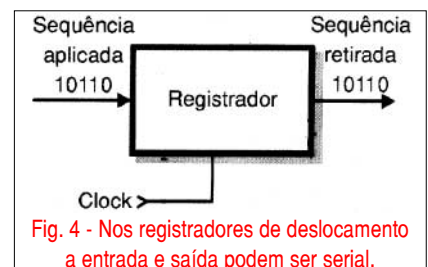 Sequência
aplicada
10110
Sequência
retirada
10110
Registrador
Clock
Fig. 4 - Nos registradores de deslocamento
a entrada e saída podem ser serial.